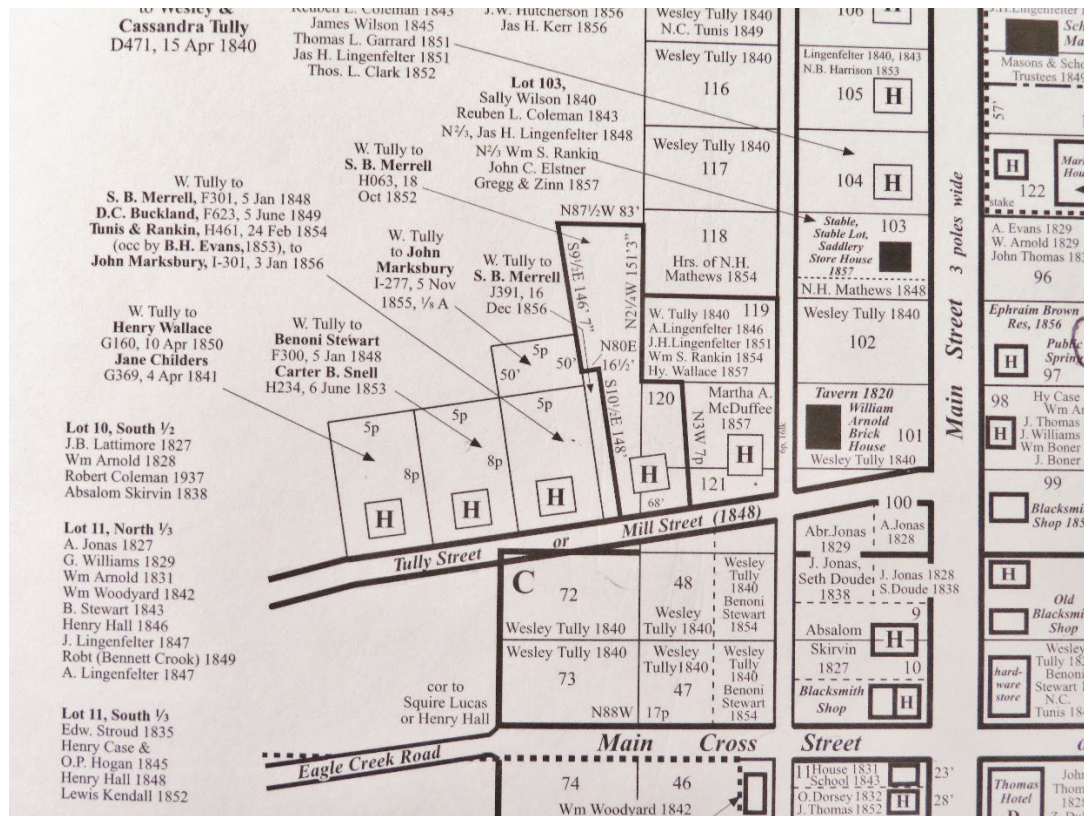 to Wesley &
Cassandra Tully
D471, 15 Apr 1840
Reuben L. Coleman 1843
James Wilson 1845
Thomas L. Garrard 1851
Jas H. Lingenfelter 1851
Thos. L. Clark 1852
J.W. Hutcherson 1856
Jas H. Kerr 1856
Lot 103,
Sally Wilson 1840
Reuben L. Coleman 1843
N⅔, Jas H. Lingenfelter 1848
N⅔ Wm S. Rankin
John C. Elstner
Gregg & Zinn 1857
W. Tully to
S. B. Merrell
H063, 18
Oct 1852
W. Tully to
S. B. Merrell, F301, 5 Jan 1848
D.C. Buckland, F623, 5 June 1849
Tunis & Rankin, H461, 24 Feb 1854
(occ by B.H. Evans,1853), to
John Marksbury, I-301, 3 Jan 1856
W. Tully
to John
Marksbury
I-277, 5 Nov
1855, ⅛ A
W. Tully to
S. B. Merrell
J391, 16
Dec 1856
W. Tully to
Henry Wallace
G160, 10 Apr 1850
Jane Childers
G369, 4 Apr 1841
W. Tully to
Benoni Stewart
F300, 5 Jan 1848
Carter B. Snell
H234, 6 June 1853
N87½W 83'
S9½E 146' 7"
N2¼W 151'3"
N80E
16½'
S10½E 148'
5p
50'
50'
5p
8p
H
5p
8p
H
H
Lot 10, South ½
J.B. Lattimore 1827
Wm Arnold 1828
Robert Coleman 1937
Absalom Skirvin 1838
Lot 11, North ⅓
A. Jonas 1827
G. Williams 1829
Wm Arnold 1831
Wm Woodyard 1842
B. Stewart 1843
Henry Hall 1846
J. Lingenfelter 1847
Robt (Bennett Crook) 1849
A. Lingenfelter 1847
Lot 11, South ⅓
Edw. Stroud 1835
Henry Case &
O.P. Hogan 1845
Henry Hall 1848
Lewis Kendall 1852
Wesley Tully 1840
N.C. Tunis 1849
Wesley Tully 1840
116
Wesley Tully 1840
117
118
Hrs. of N.H.
Mathews 1854
W. Tully 1840 119
A.Lingenfelter 1846
J.H.Lingenfelter 1851
Wm S. Rankin 1854
Hy. Wallace 1857
120
N3W 7p
H
68'
Martha A.
McDuffee
1857
H
121
Tully Street or Mill Street (1848)
106
H
Lingenfelter 1840, 1843
N.B. Harrison 1853
105 H
104 H
Stable,
Stable Lot,
Saddlery
Store House
1857
103
N.H. Mathews 1848
Wesley Tully 1840
102
Tavern 1820
William
Arnold
Brick
House
101
Wesley Tully 1840
100
Abr.Jonas
1829
A.Jonas
1828
J. Jonas,
Seth Doude
1838
J. Jonas 1828
S.Doude 1838
9
Absalom
Skirvin
1827
H
10
Blacksmith
Shop
H
Main Street 3 poles wide
Masons &
Trustees 1849
57'
H
122
stake
A. Evans 1829
W. Arnold 1829
96
Ephraim Brown
Res, 1856
H
Public
Spring
97
98
H
Hy Case
J. Thomas
J. Williams
Wm Boner
J. Boner
99
Blacksmith
H
Old
Blacksmith
Shop
hard-
ware
store
Benoni
N.C.
C
72
Wesley Tully 1840
Wesley Tully 1840
73
N88W
48
Wesley
Tully 1840
Wesley
Tully1840
47
17p
Wesley
Tully
1840
Benoni
Stewart
1854
Wesley
Tully
1840
Benoni
Stewart
1854
cor to
Squire Lucas
or Henry Hall
Eagle Creek Road
Main Cross Street
74
46
Wm Woodyard 1842
11 House 1831
School 1843
23'
O.Dorsey 1832
J. Thomas 1852
H
28'
Thomas
Hotel